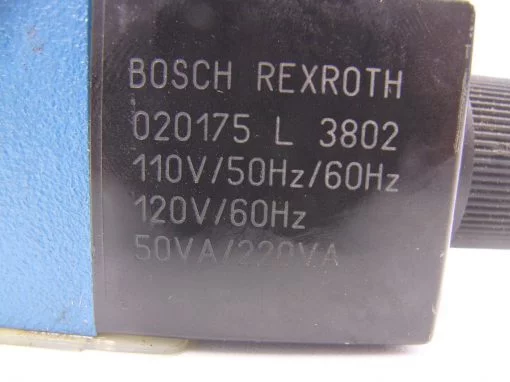 BOSCH REXROTH
020175 L 3802
110V/50Hz/60Hz
120V/60Hz
50VA/220VA